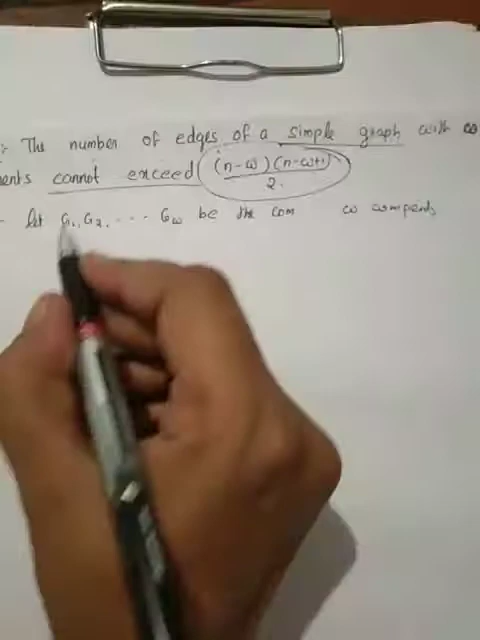 : The number of edges of a simple graph with ω
ents cannot exceed (n-ω)(n-ω+1)/2.
- let G1, G2, .... Gω be the com ω compents